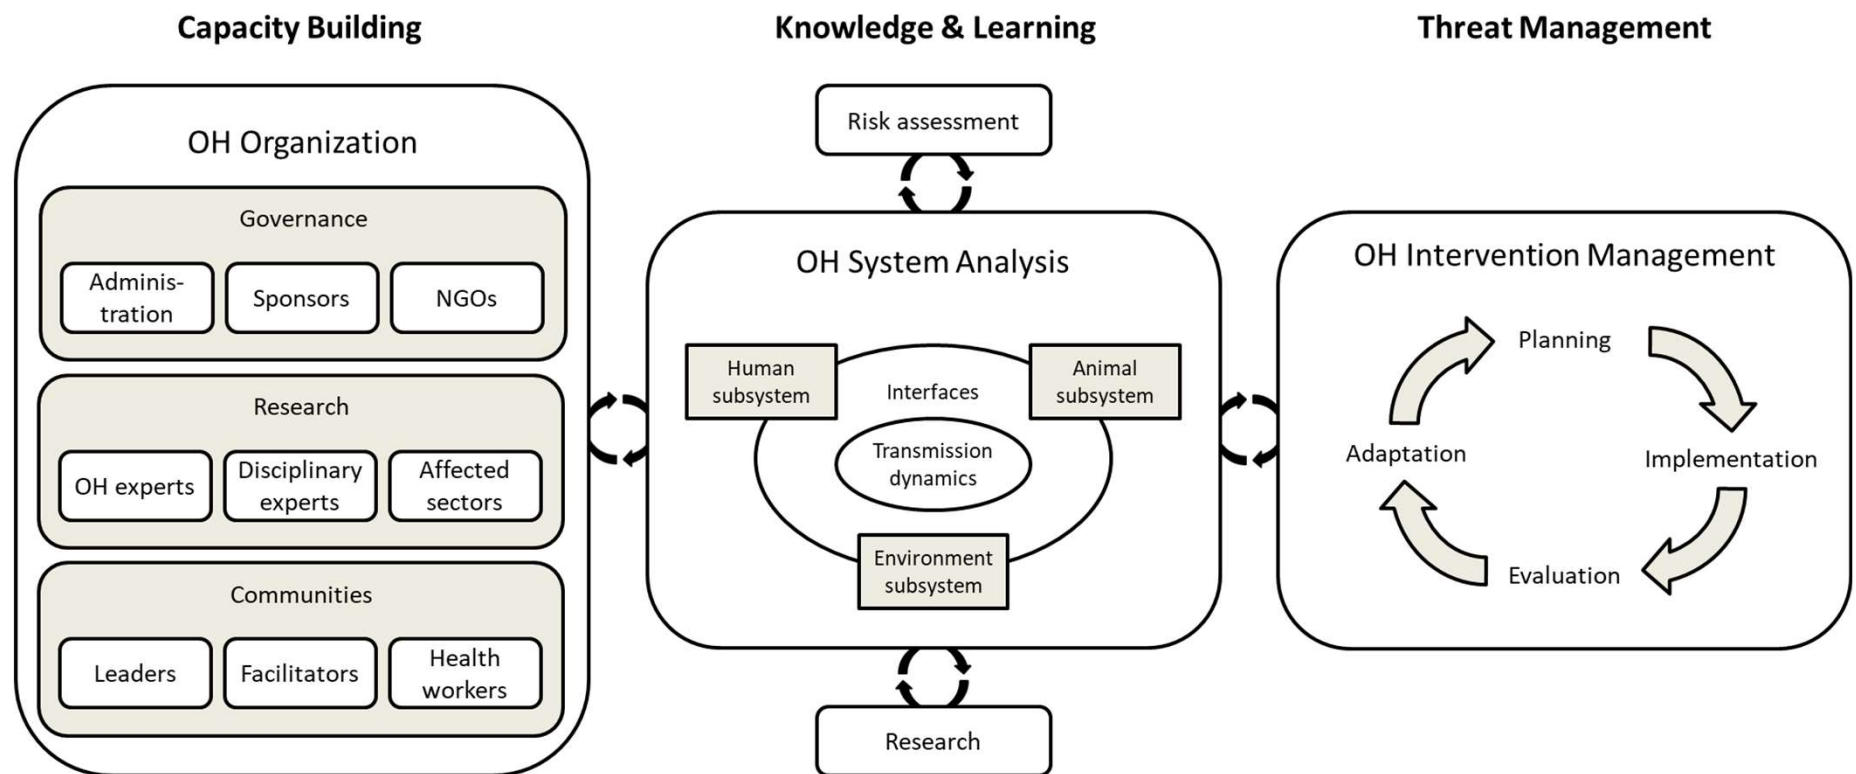 Capacity Building
Knowledge & Learning
Threat Management
OH Organization
Governance
Adminis-
tration
Sponsors
NGOs
Research
OH experts
Disciplinary
experts
Affected
sectors
Communities
Leaders
Facilitators
Health
workers
Risk assessment
OH System Analysis
Human
subsystem
Interfaces
Animal
subsystem
Transmission
dynamics
Environment
subsystem
Research
OH Intervention Management
Planning
Implementation
Evaluation
Adaptation